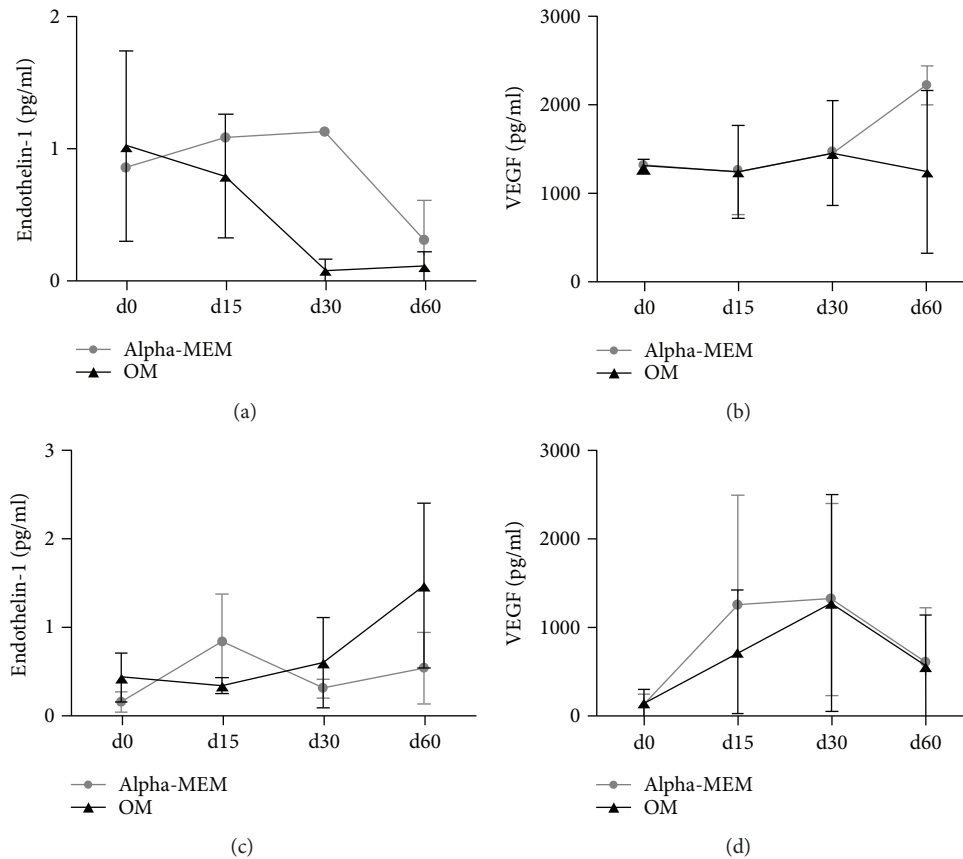 2
1
0
Endothelin-1 (pg/ml)
d0 d15 d30 d60
Alpha-MEM
OM
(a)
3000
2000
1000
0
VEGF (pg/ml)
d0 d15 d30 d60
Alpha-MEM
OM
(b)
3
2
1
0
Endothelin-1 (pg/ml)
d0 d15 d30 d60
Alpha-MEM
OM
(c)
3000
2000
1000
0
VEGF (pg/ml)
d0 d15 d30 d60
Alpha-MEM
OM
(d)